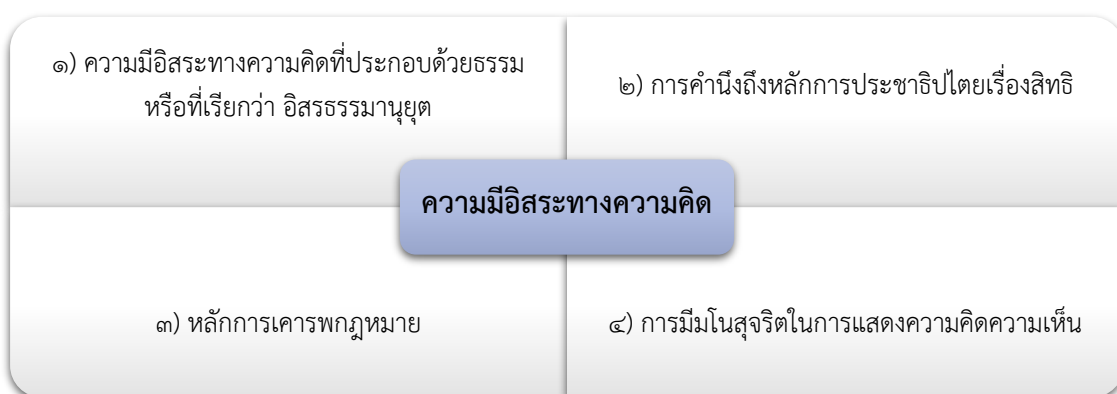 ๑) ความมีอิสระทางความคิดที่ประกอบด้วยธรรม
หรือที่เรียกว่า อิสรธรรมานุยุต
๒) การคำนึงถึงหลักการประชาธิปไตยเรื่องสิทธิ
ความมีอิสระทางความคิด
๓) หลักการเคารพกฎหมาย
๔) การมีมโนสุจริตในการแสดงความคิดความเห็น